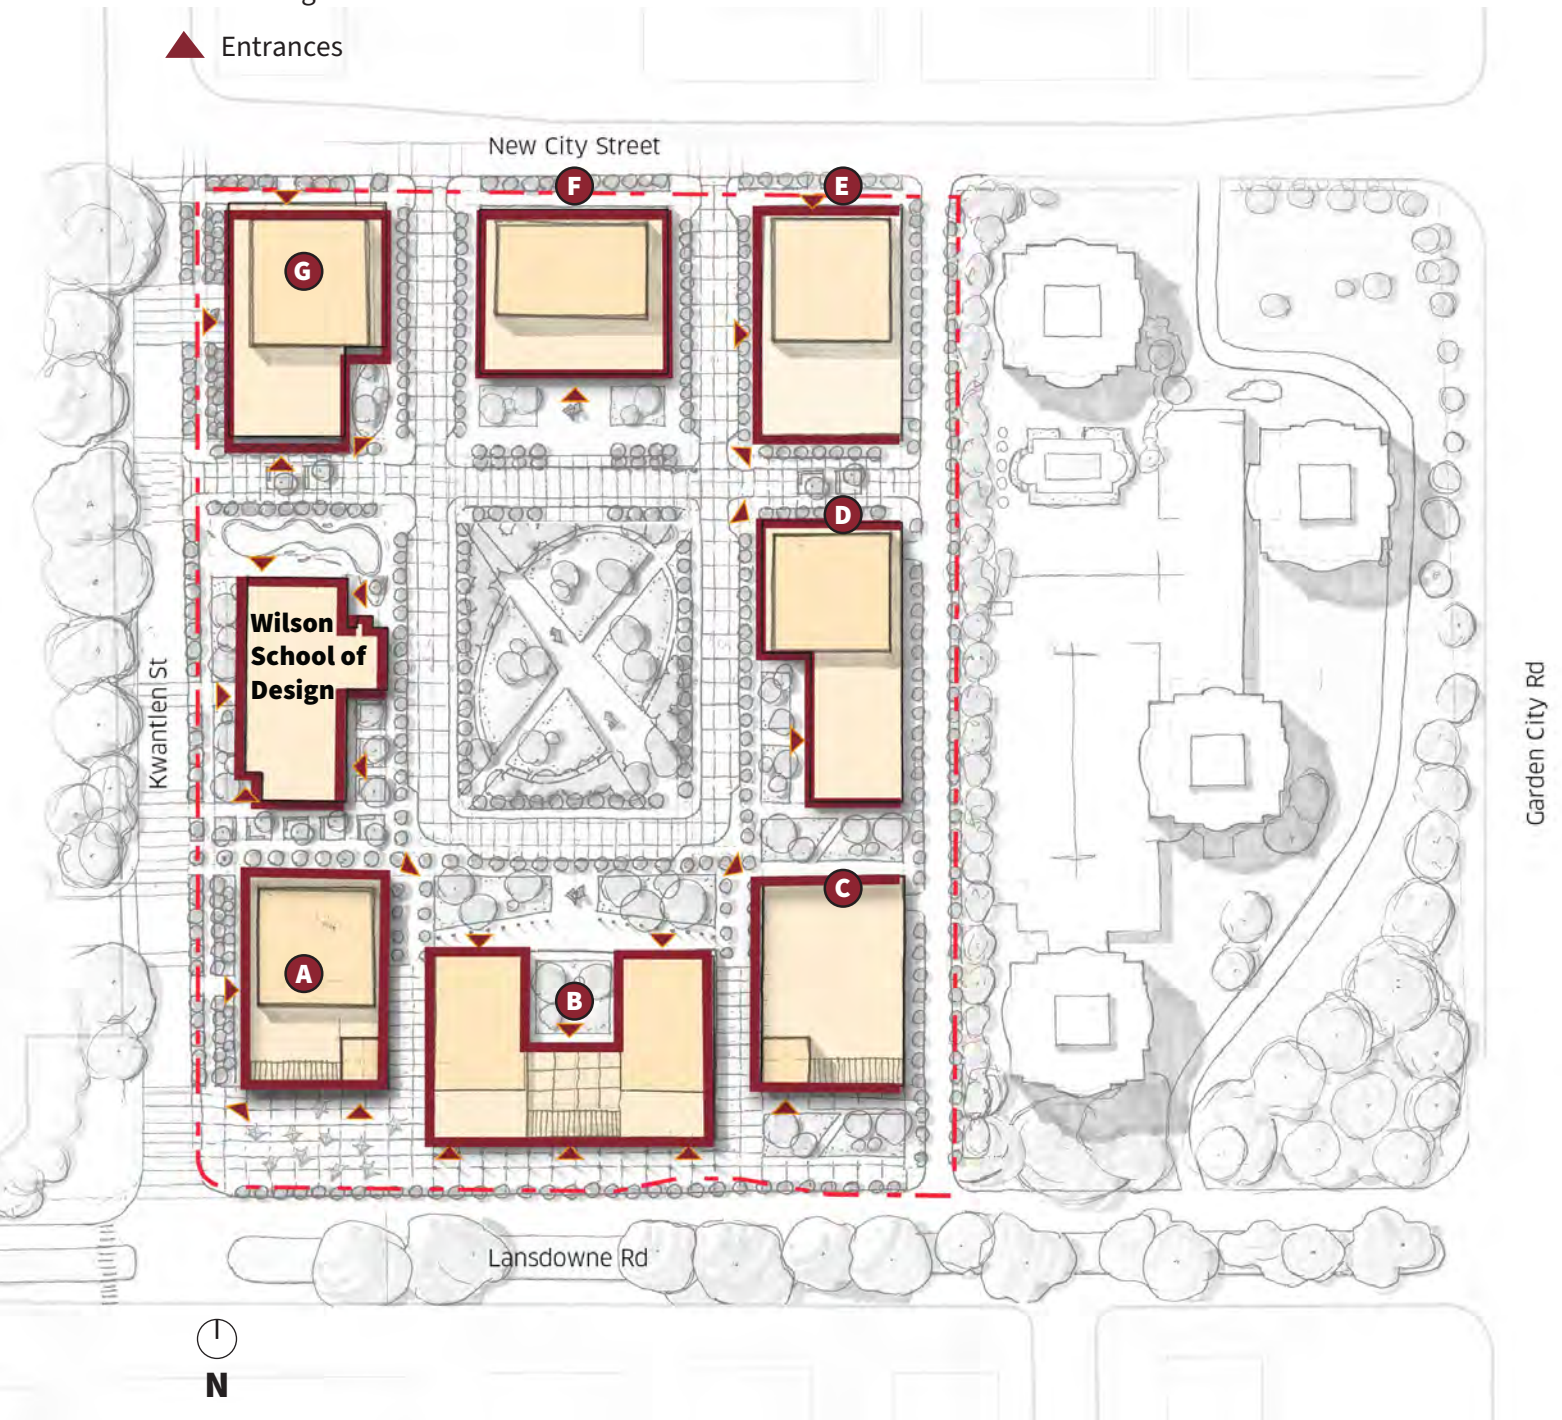 Entrances
New City Street
F
E
G
D
Wilson
School of
Design
Kwantlen St
Garden City Rd
C
A
B
Lansdowne Rd
N